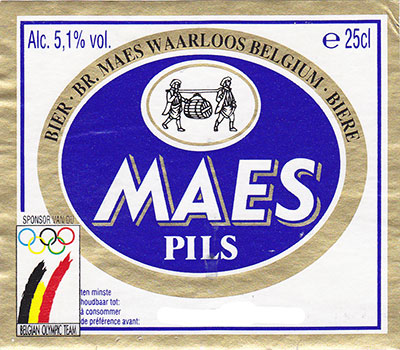 Alc. 5,1% vol.
e 25cl
BIER · BR. MAES WAARLOOS BELGIUM · BIÈRE
MAES
PILS
SPONSOR VAN
BELGIAN OLYMPIC TEAM
ten minste
houdbaar tot:
à consommer
de préférence avant: